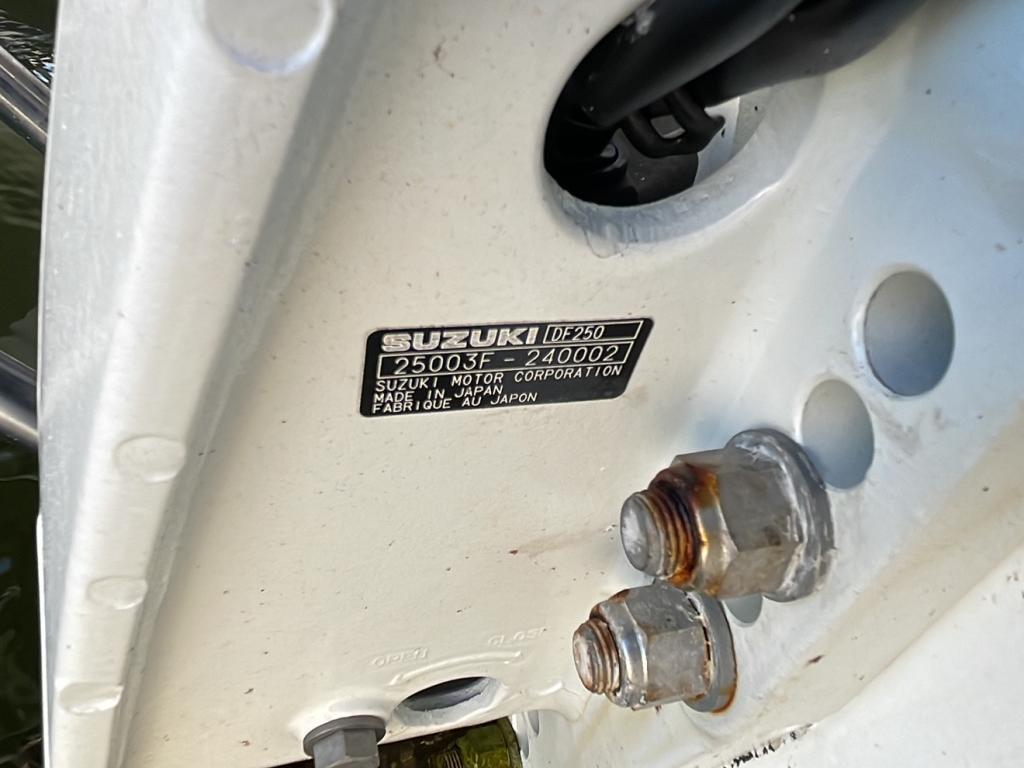 SUZUKI DF250
25003F-240002
SUZUKI MOTOR CORPORATION
MADE IN JAPAN
FABRIQUE AU JAPON
OPEN CLOSE